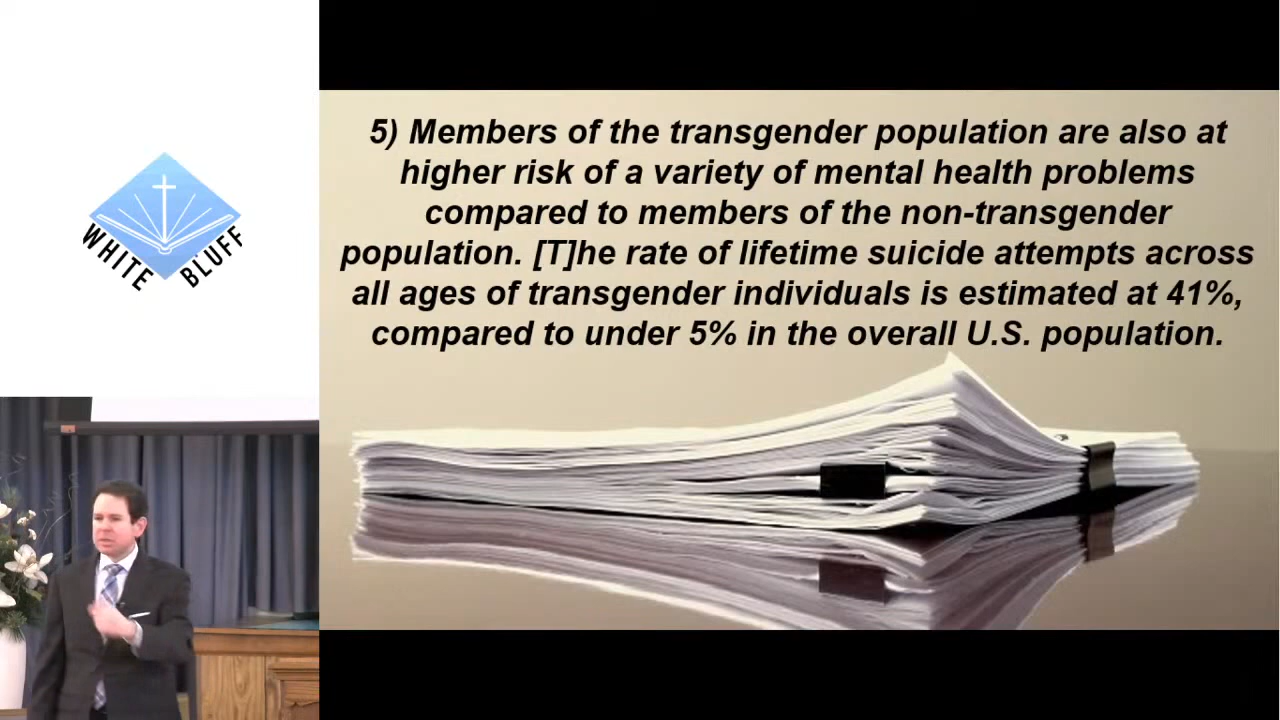 WHITE
BLUFF
5) Members of the transgender population are also at
higher risk of a variety of mental health problems
compared to members of the non-transgender
population. [T]he rate of lifetime suicide attempts across
all ages of transgender individuals is estimated at 41%,
compared to under 5% in the overall U.S. population.